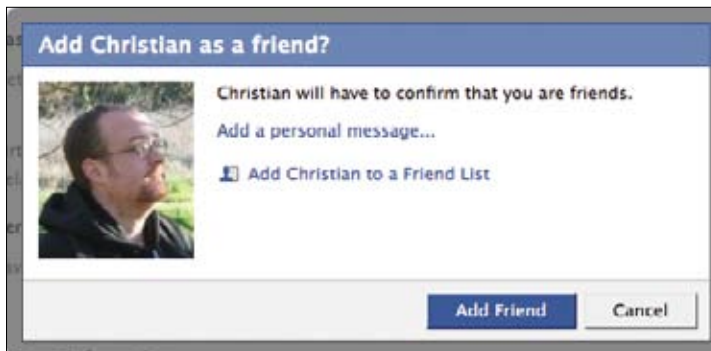 Add Christian as a friend?
Christian will have to confirm that you are friends.
Add a personal message...
Add Christian to a Friend List
Add Friend
Cancel